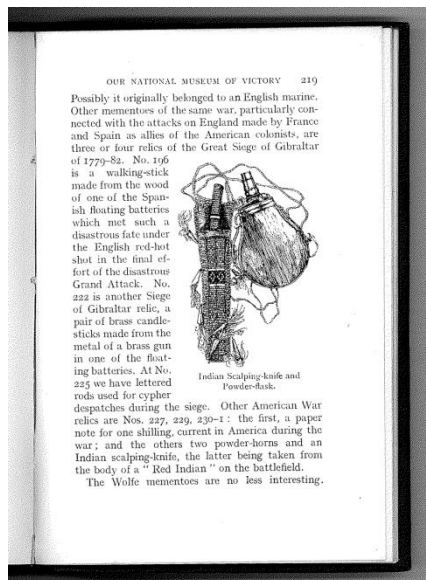 OUR NATIONAL MUSEUM OF VICTORY 219
Possibly it originally belonged to an English marine.
Other mementoes of the same war, particularly con-
nected with the attacks on England made by France
and Spain as allies of the American colonists, are
three or four relics of the Great Siege of Gibraltar
of 1779–82. No. 196
is a walking-stick
made from the wood
of one of the Span-
ish floating batteries
which met such a
disastrous fate under
the English red-hot
shot in the final ef-
fort of the disastrous
Grand Attack. No.
222 is another Siege
of Gibraltar relic, a
pair of brass candle-
sticks made from the
metal of a brass gun
in one of the float-
ing batteries. At No.
225 we have lettered
rods used for cypher
Indian Scalping-knife and
Powder-flask.
despatches during the siege. Other American War
relics are Nos. 227, 229, 230–1 : the first, a paper
note for one shilling, current in America during the
war ; and the others two powder-horns and an
Indian scalping-knife, the latter being taken from
the body of a " Red Indian " on the battlefield.
The Wolfe mementoes are no less interesting.